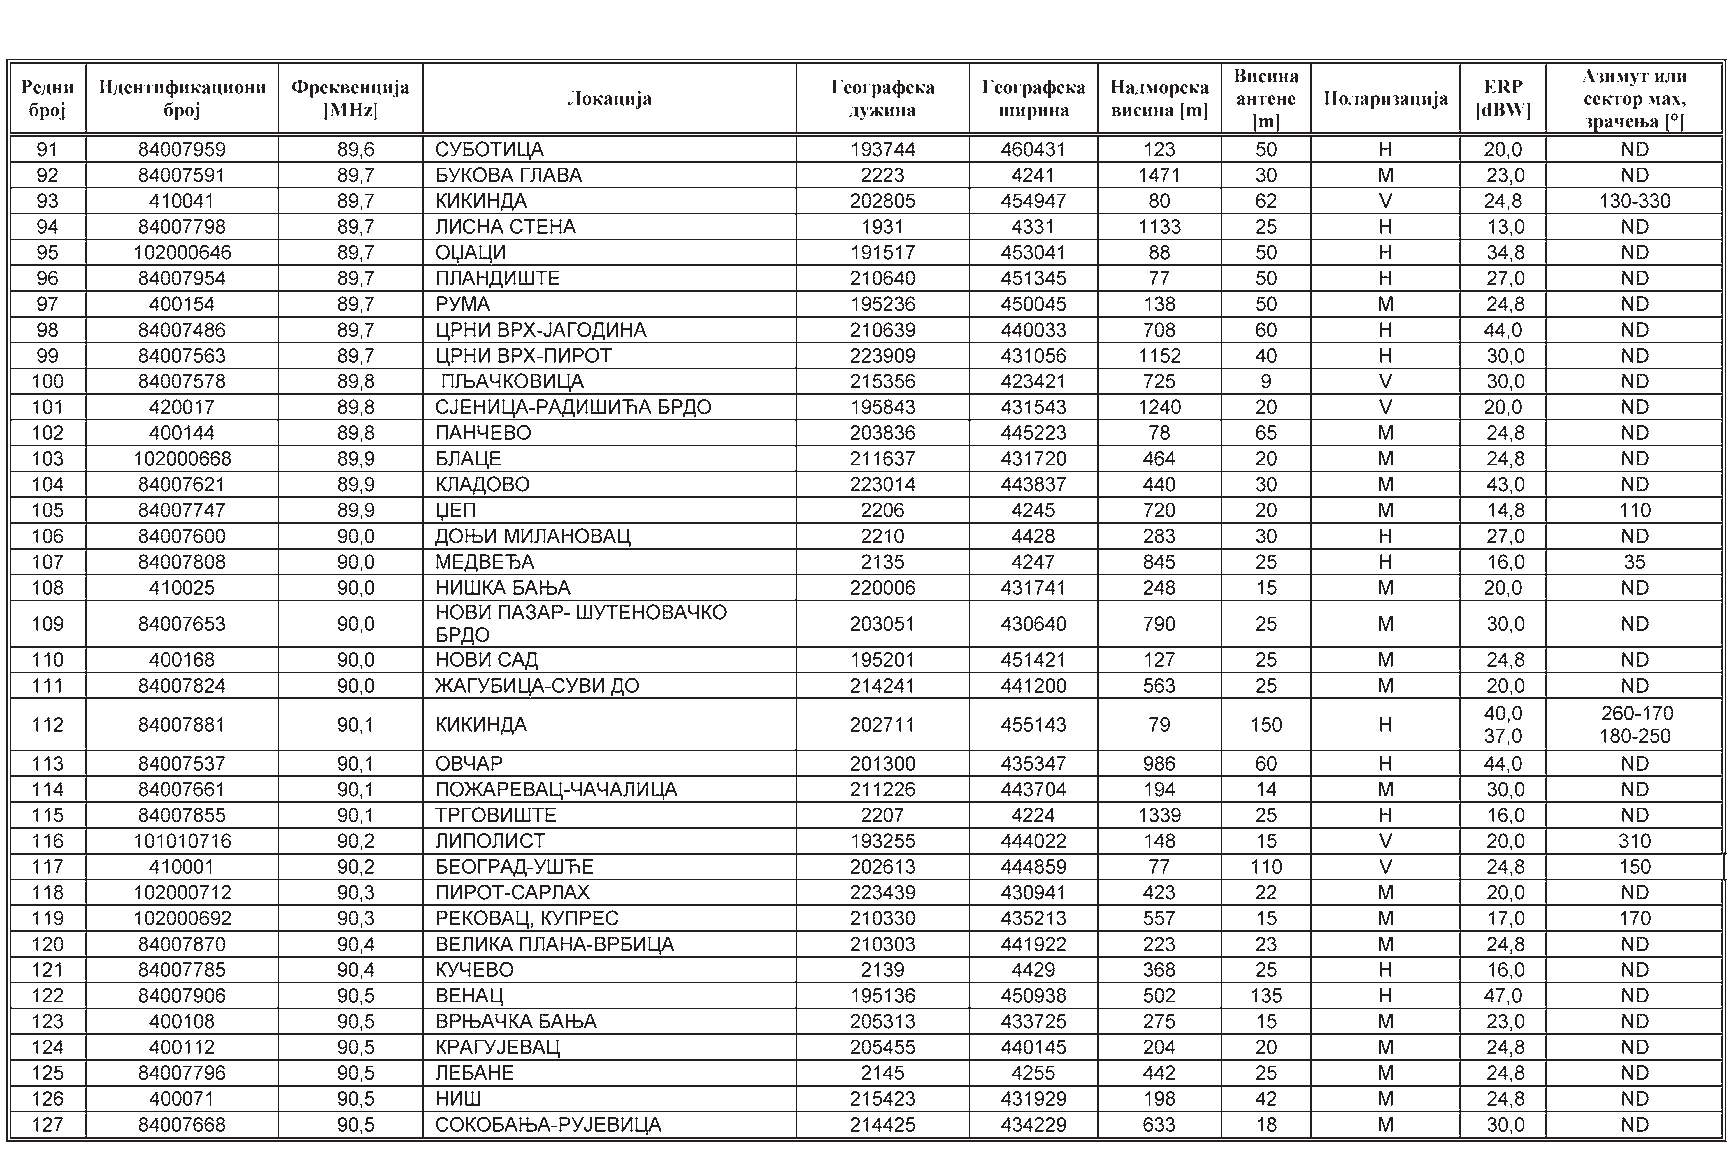 Редни број | Идентификациони број | Фреквенција [MHz] | Локација | Географска дужина | Географска ширина | Надморска висина [m] | Висина антене [m] | Поларизација | ERP [dBW] | Азимут или сектор мах, зрачења [°]
91 84007959 89,6 СУБОТИЦА 193744 460431 123 50 H 20,0 ND
92 84007591 89,7 БУКОВА ГЛАВА 2223 4241 1471 30 M 23,0 ND
93 410041 89,7 КИКИНДА 202805 454947 80 62 V 24,8 130-330
94 84007798 89,7 ЛИСНА СТЕНА 1931 4331 1133 25 H 13,0 ND
95 102000646 89,7 ОЏАЦИ 191517 453041 88 50 H 34,8 ND
96 84007954 89,7 ПЛАНДИШТЕ 210640 451345 77 50 H 27,0 ND
97 400154 89,7 РУМА 195236 450045 138 50 M 24,8 ND
98 84007486 89,7 ЦРНИ ВРХ-ЈАГОДИНА 210639 440033 708 60 H 44,0 ND
99 84007563 89,7 ЦРНИ ВРХ-ПИРОТ 223909 431056 1152 40 H 30,0 ND
100 84007578 89,8 ПЉАЧКОВИЦА 215356 423421 725 9 V 30,0 ND
101 420017 89,8 СЈЕНИЦА-РАДИШИЋА БРДО 195843 431543 1240 20 V 20,0 ND
102 400144 89,8 ПАНЧЕВО 203836 445223 78 65 M 24,8 ND
103 102000668 89,9 БЛАЦЕ 211637 431720 464 20 M 24,8 ND
104 84007621 89,9 КЛАДОВО 223014 443837 440 30 M 43,0 ND
105 84007747 89,9 ЏЕП 2206 4245 720 20 M 14,8 110
106 84007600 90,0 ДОЊИ МИЛАНОВАЦ 2210 4428 283 30 H 27,0 ND
107 84007808 90,0 МЕДВЕЂА 2135 4247 845 25 H 16,0 35
108 410025 90,0 НИШКА БАЊА 220006 431741 248 15 M 20,0 ND
109 84007653 90,0 НОВИ ПАЗАР- ШУТЕНОВАЧКО БРДО 203051 430640 790 25 M 30,0 ND
110 400168 90,0 НОВИ САД 195201 451421 127 25 M 24,8 ND
111 84007824 90,0 ЖАГУБИЦА-СУВИ ДО 214241 441200 563 25 M 20,0 ND
112 84007881 90,1 КИКИНДА 202711 455143 79 150 H 40,0 260-170
37,0 180-250
113 84007537 90,1 ОВЧАР 201300 435347 986 60 H 44,0 ND
114 84007661 90,1 ПОЖАРЕВАЦ-ЧАЧАЛИЦА 211226 443704 194 14 M 30,0 ND
115 84007855 90,1 ТРГОВИШТЕ 2207 4224 1339 25 H 16,0 ND
116 101010716 90,2 ЛИПОЛИСТ 193255 444022 148 15 V 20,0 310
117 410001 90,2 БЕОГРАД-УШЋЕ 202613 444859 77 110 V 24,8 150
118 102000712 90,3 ПИРОТ-САРЛАХ 223439 430941 423 22 M 20,0 ND
119 102000692 90,3 РЕКОВАЦ, КУПРЕС 210330 435213 557 15 M 17,0 170
120 84007870 90,4 ВЕЛИКА ПЛАНА-ВРБИЦА 210303 441922 223 23 M 24,8 ND
121 84007785 90,4 КУЧЕВО 2139 4429 368 25 H 16,0 ND
122 84007906 90,5 ВЕНАЦ 195136 450938 502 135 H 47,0 ND
123 400108 90,5 ВРЊАЧКА БАЊА 205313 433725 275 15 M 23,0 ND
124 400112 90,5 КРАГУЈЕВАЦ 205455 440145 204 20 M 24,8 ND
125 84007796 90,5 ЛЕБАНЕ 2145 4255 442 25 M 24,8 ND
126 400071 90,5 НИШ 215423 431929 198 42 M 24,8 ND
127 84007668 90,5 СОКОБАЊА-РУЈЕВИЦА 214425 434229 633 18 M 30,0 ND